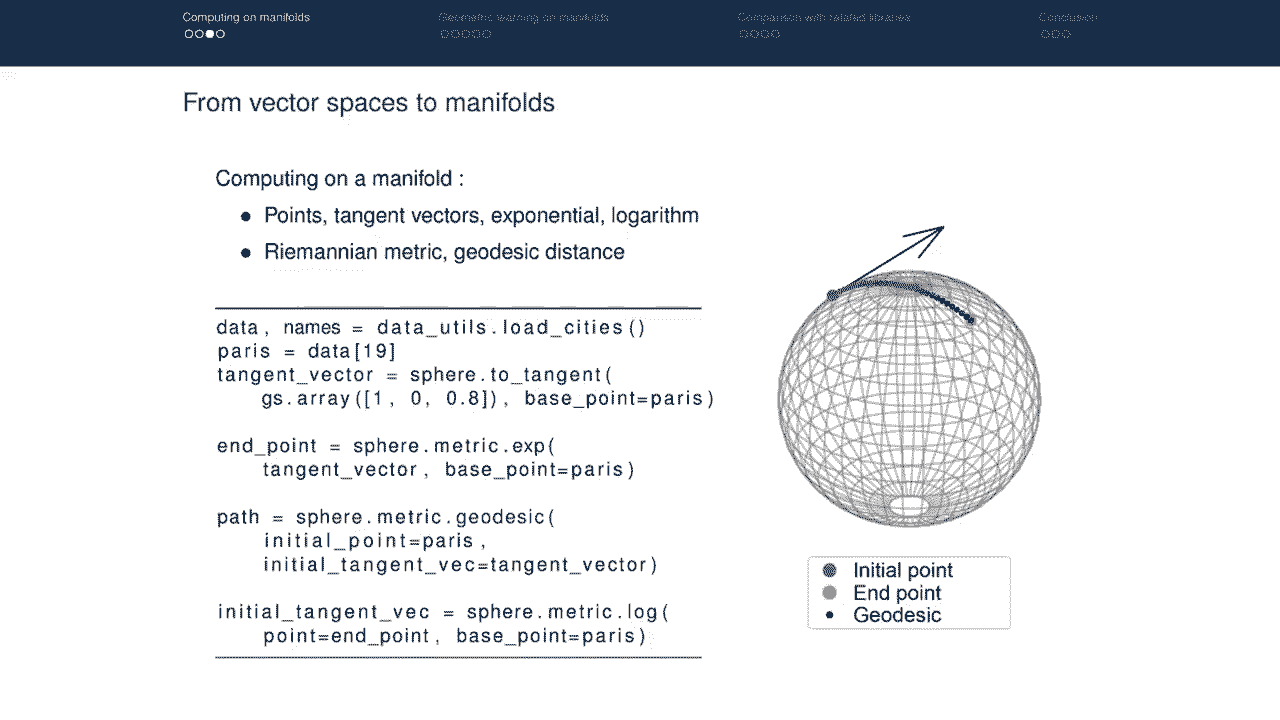 Computing on manifolds
Geometric learning on manifolds
Comparison with related libraries
Conclusion
From vector spaces to manifolds
Computing on a manifold :
● Points, tangent vectors, exponential, logarithm
● Riemannian metric, geodesic distance
data, names = data_utils.load_cities()
paris = data[19]
tangent_vector = sphere.to_tangent(
    gs.array([1, 0, 0.8]), base_point=paris)
end_point = sphere.metric.exp(
    tangent_vector, base_point=paris)
path = sphere.metric.geodesic(
    initial_point=paris,
    initial_tangent_vec=tangent_vector)
initial_tangent_vec = sphere.metric.log(
    point=end_point, base_point=paris)
Initial point
End point
Geodesic